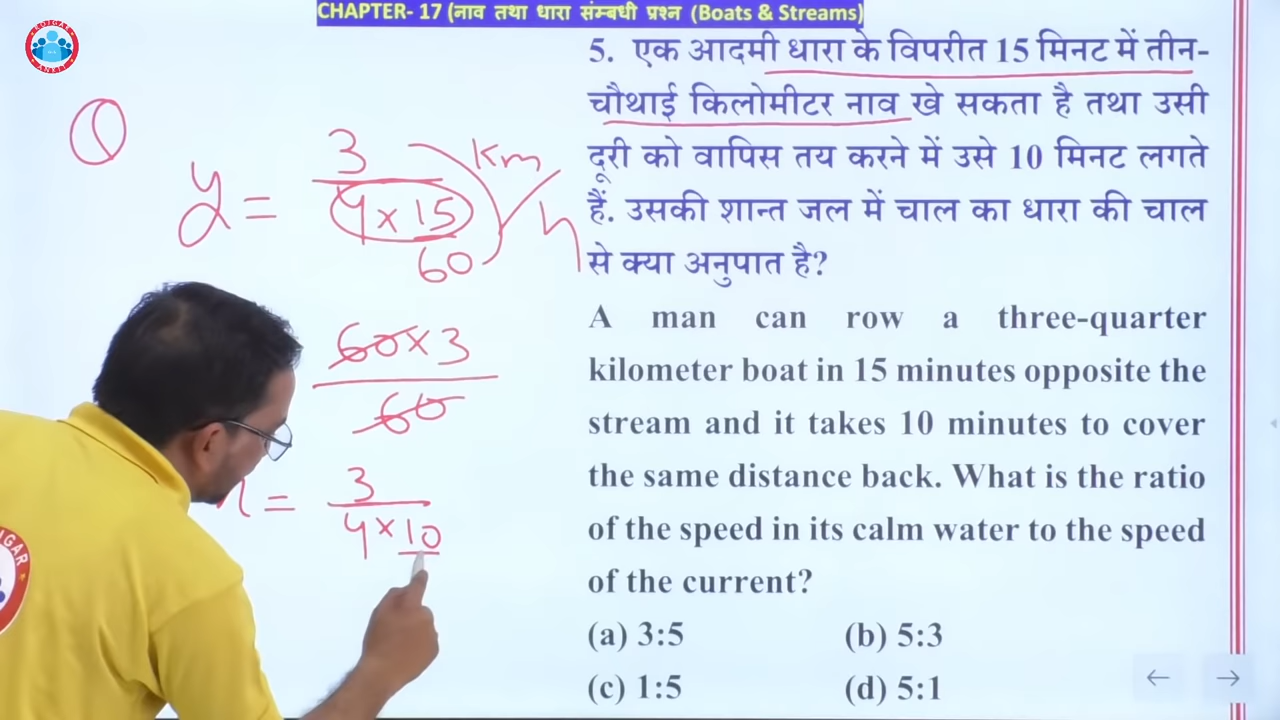 CHAPTER- 17 (नाव तथा धारा संम्बधी प्रश्न (Boats & Streams)
5. एक आदमी धारा के विपरीत 15 मिनट में तीन-
चौथाई किलोमीटर नाव खे सकता है तथा उसी
दूरी को वापिस तय करने में उसे 10 मिनट लगते
हैं. उसकी शान्त जल में चाल का धारा की चाल
से क्या अनुपात है?
A man can row a three-quarter
kilometer boat in 15 minutes opposite the
stream and it takes 10 minutes to cover
the same distance back. What is the ratio
of the speed in its calm water to the speed
of the current?
(a) 3:5 (b) 5:3
(c) 1:5 (d) 5:1
y = 3 km/h
4 × 15
60
60 × 3
60
= 3
4 × 10
ROJGAR
ANKIT